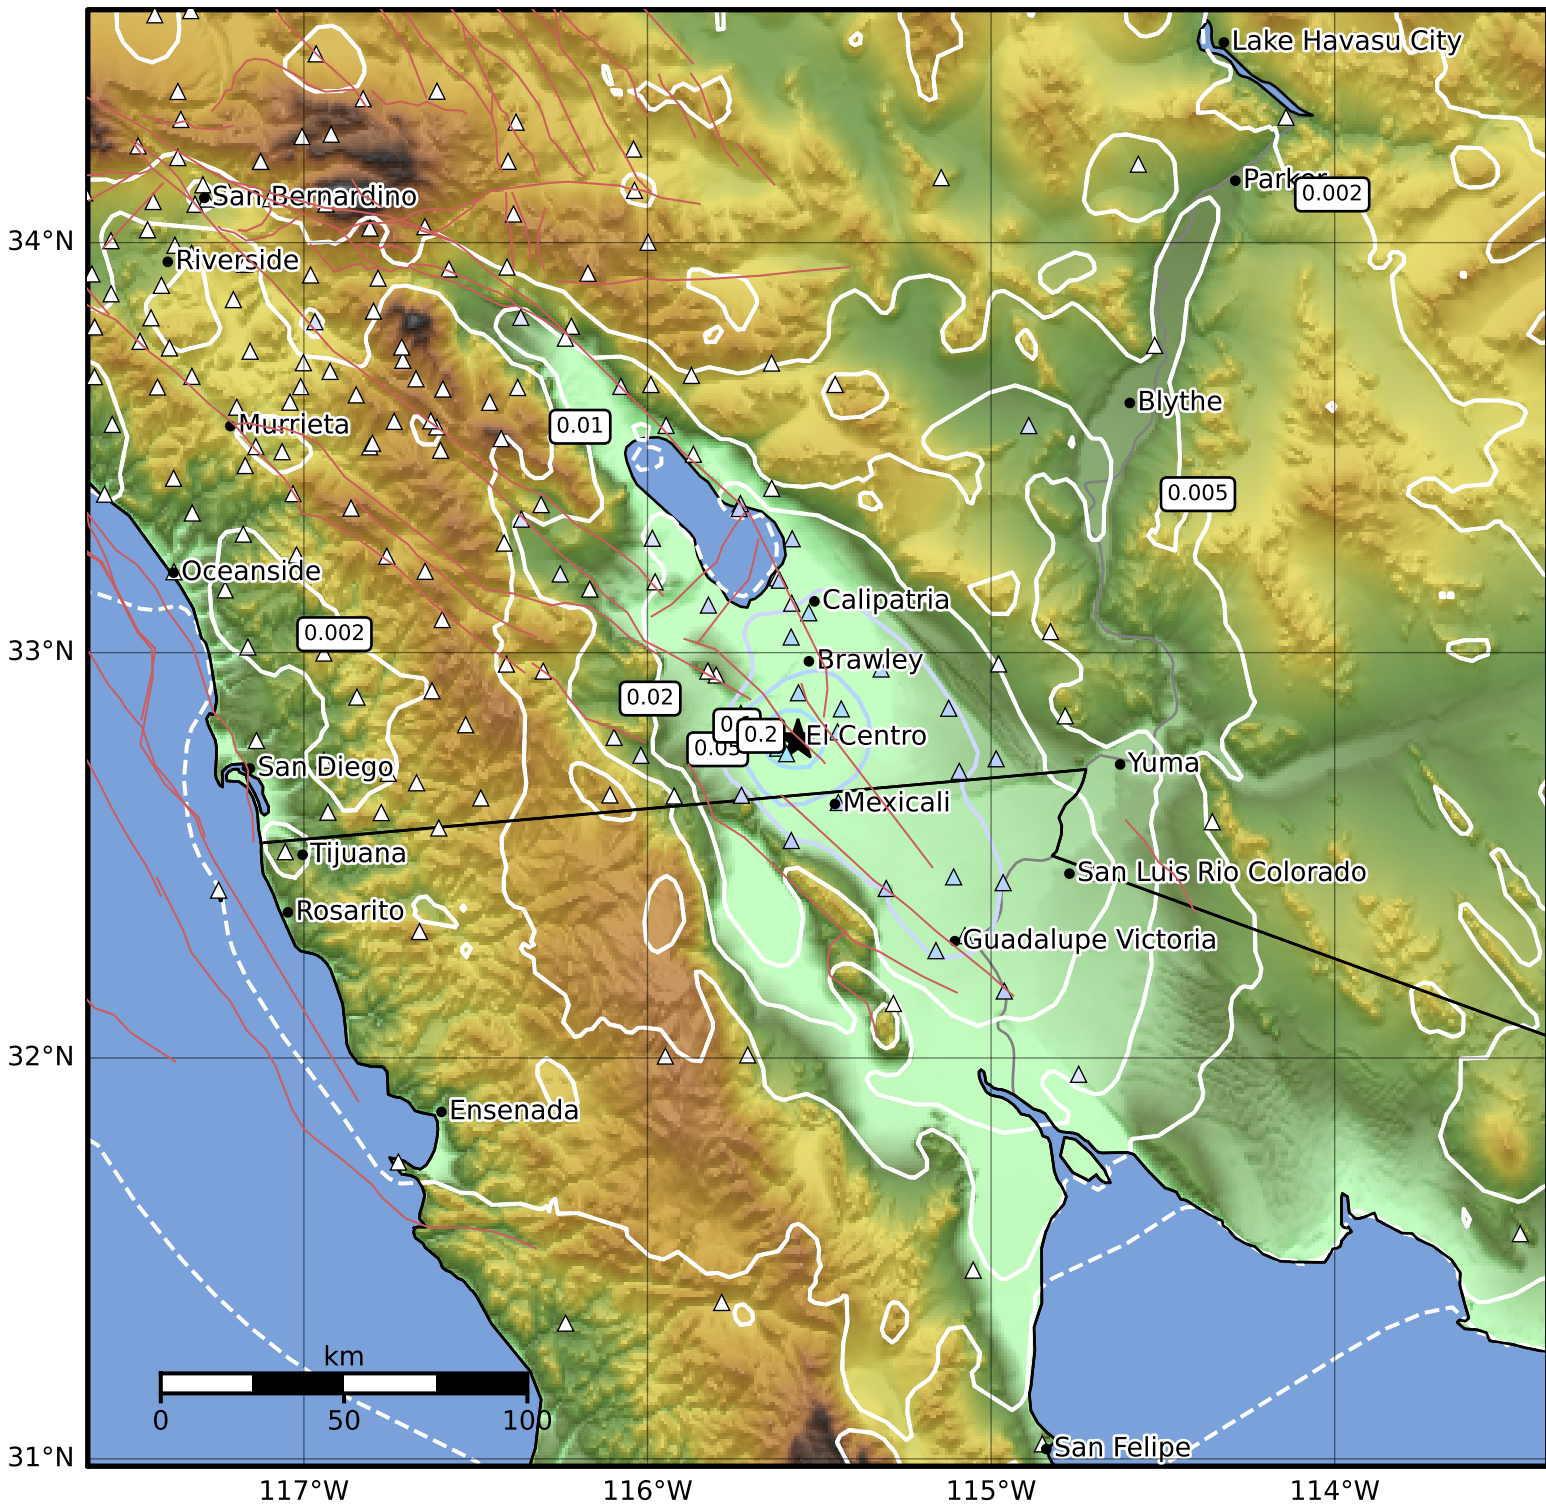 Lake Havasu City
Parker
0.002
San Bernardino
34°N
Riverside
Blythe
0.01
Murrieta
0.005
Oceanside
Calipatria
0.002
33°N
Brawley
0.02
0.2
El Centro
0.05
San Diego
Yuma
Mexicali
Tijuana
San Luis Rio Colorado
Rosarito
Guadalupe Victoria
32°N
Ensenada
km
0 50 100
San Felipe
31°N
117°W 116°W 115°W 114°W